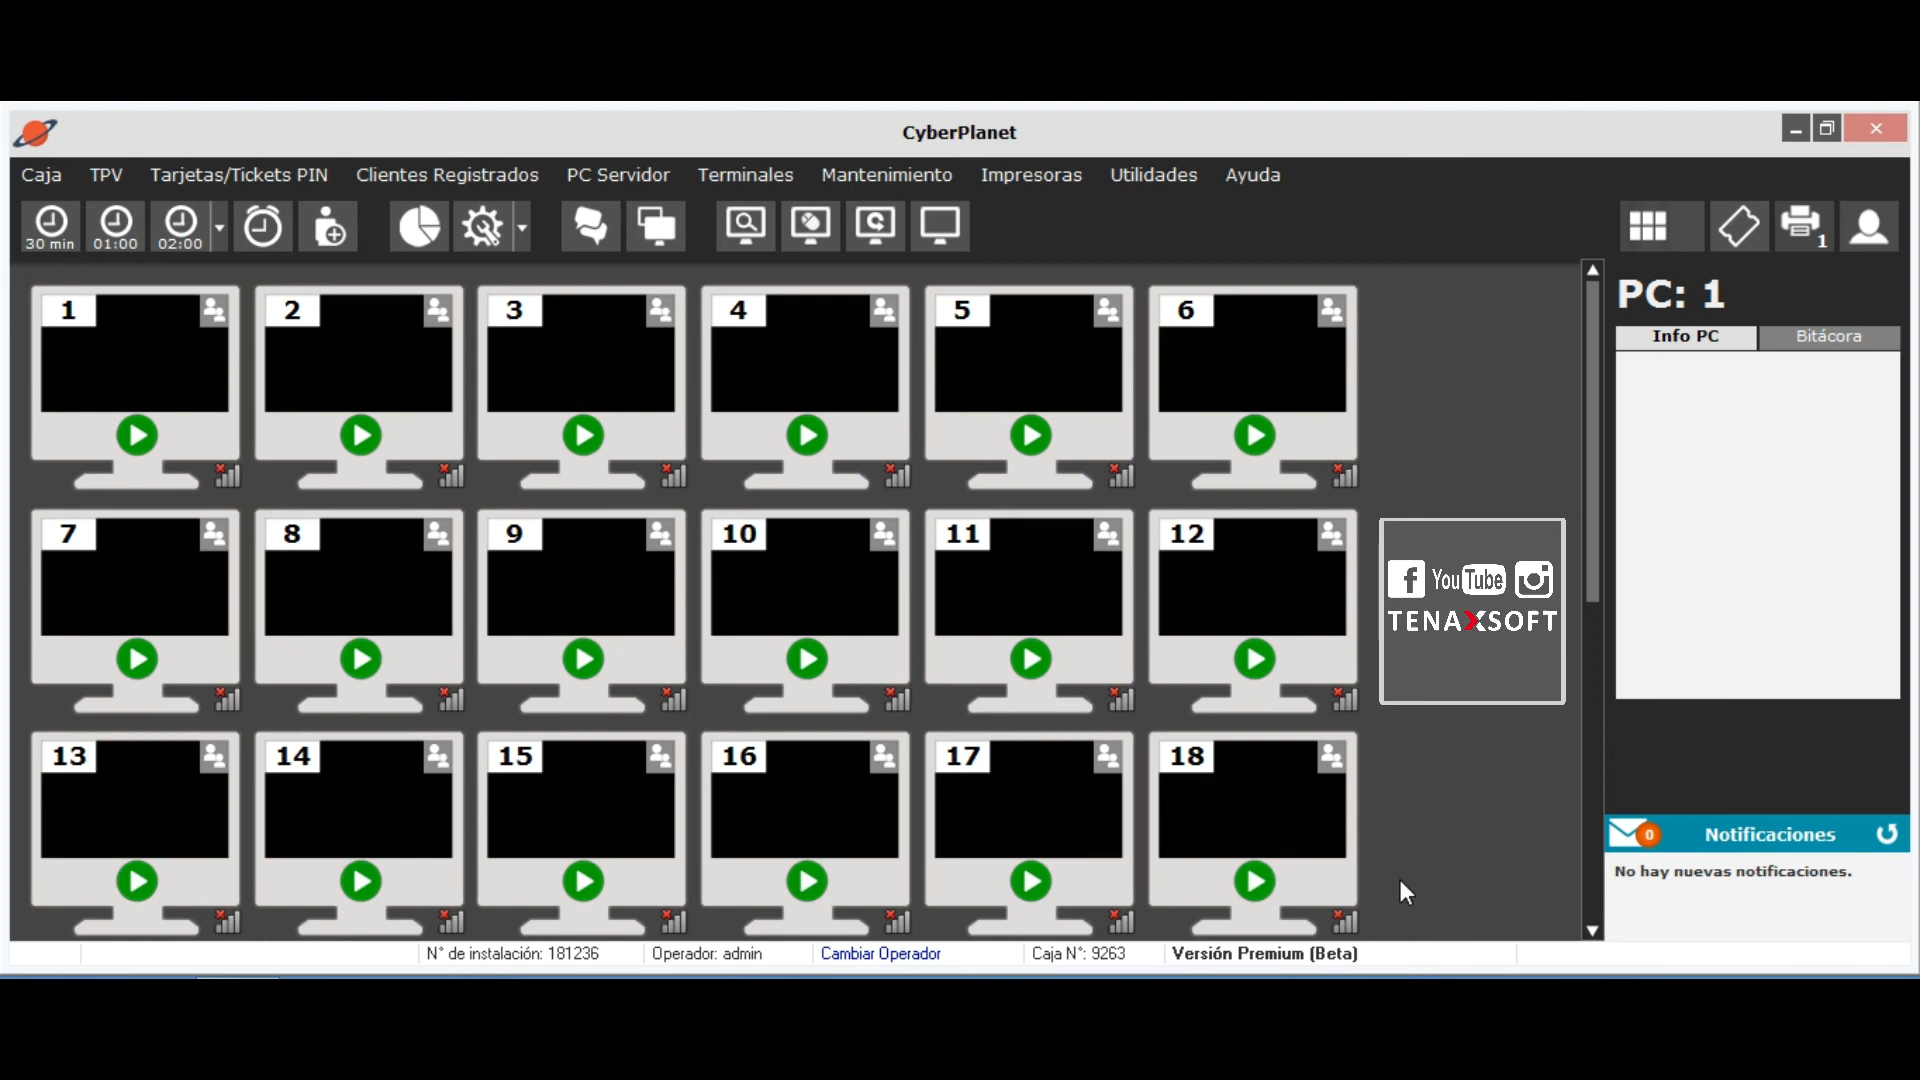 CyberPlanet
Caja TPV Tarjetas/Tickets PIN Clientes Registrados PC Servidor Terminales Mantenimiento Impresoras Utilidades Ayuda
30 min 01:00 02:00 1
PC: 1
Info PC Bitácora
1 2 3 4 5 6
7 8 9 10 11 12
f YouTube
TENAXSOFT
13 14 15 16 17 18
0 Notificaciones
No hay nuevas notificaciones.
N° de instalación: 181236 Operador: admin Cambiar Operador Caja N°: 9263 Versión Premium (Beta)